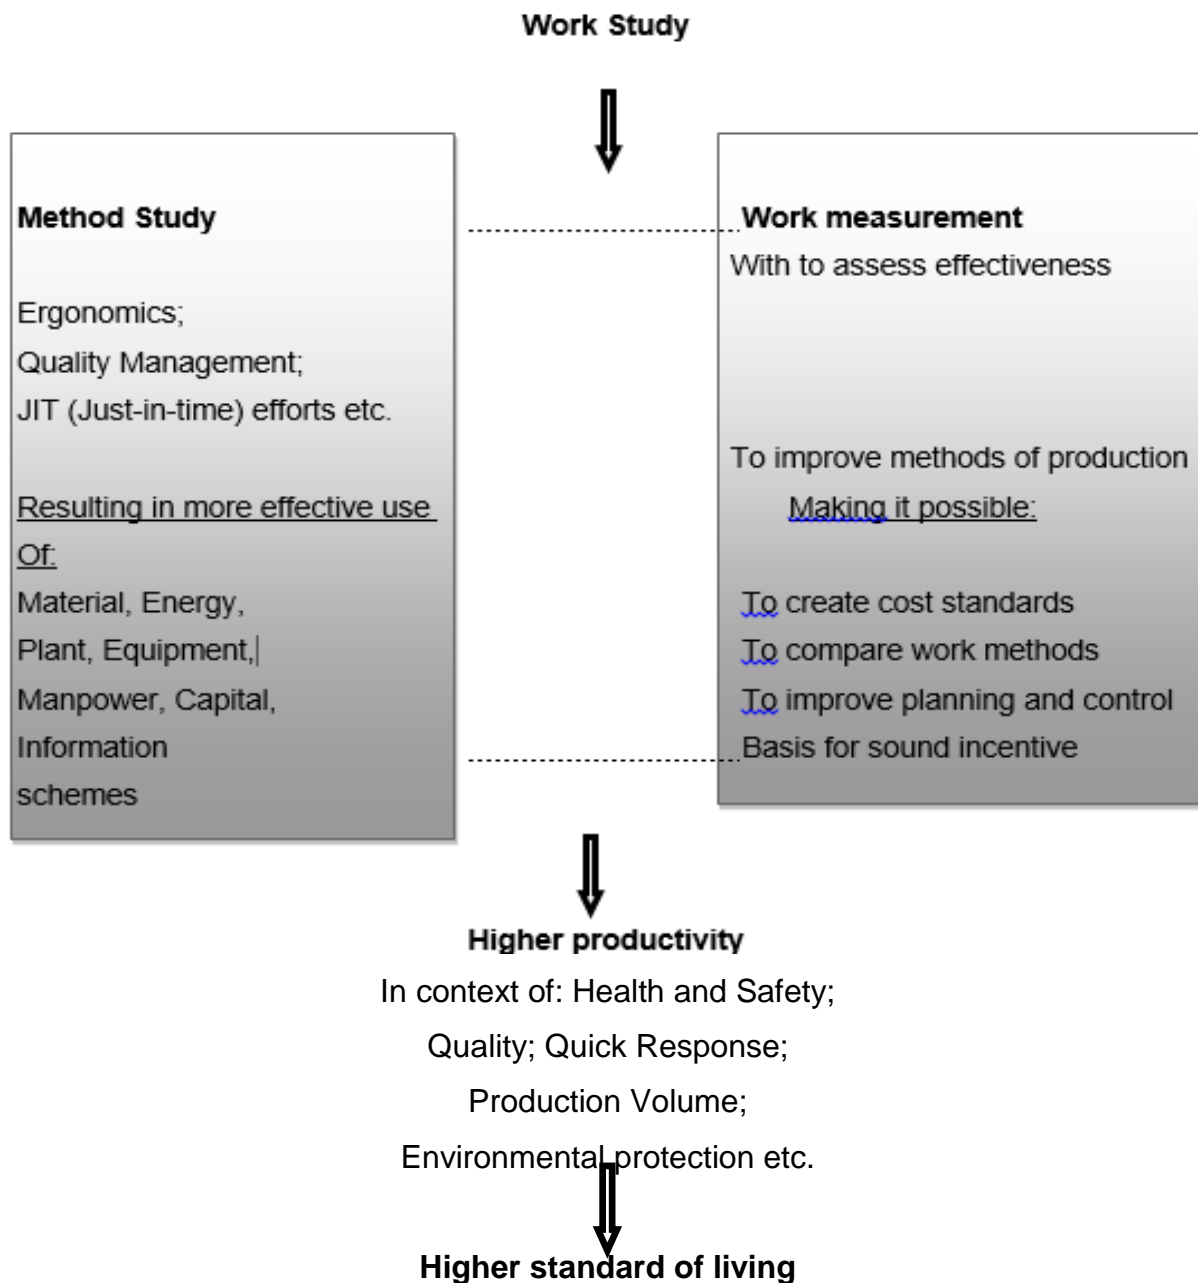 Work Study
Method Study
Ergonomics;
Quality Management;
JIT (Just-in-time) efforts etc.
Resulting in more effective use
Of:
Material, Energy,
Plant, Equipment,
Manpower, Capital,
Information
schemes
Work measurement
With to assess effectiveness
To improve methods of production
Making it possible:
To create cost standards
To compare work methods
To improve planning and control
Basis for sound incentive
Higher productivity
In context of: Health and Safety;
Quality; Quick Response;
Production Volume;
Environmental protection etc.
Higher standard of living